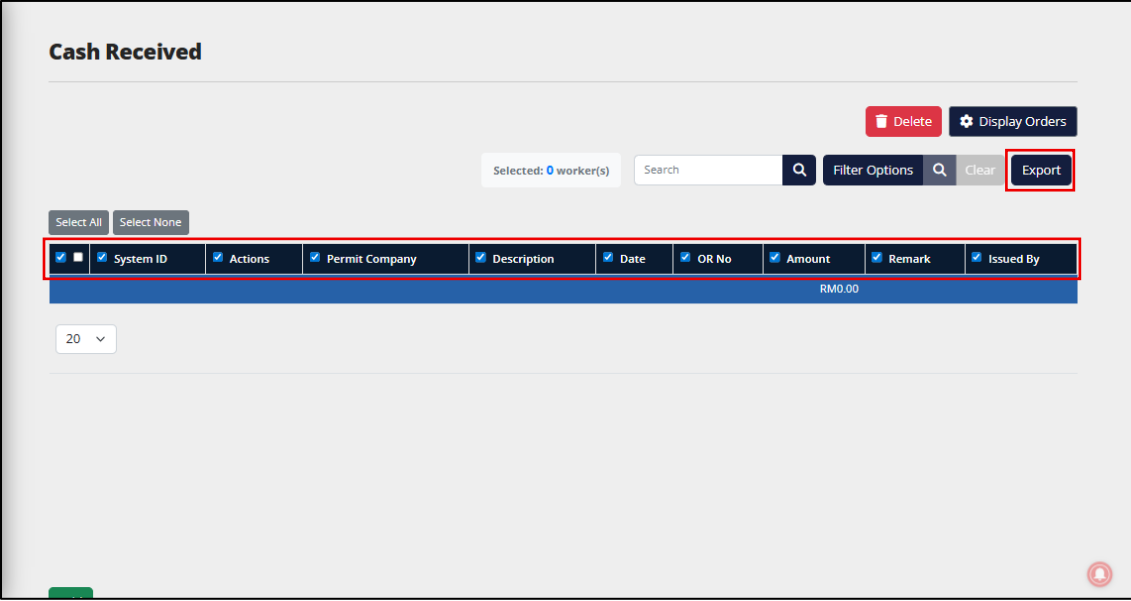 Cash Received
Delete Display Orders
Selected: 0 worker(s) Search Filter Options Clear Export
Select All Select None
System ID Actions Permit Company Description Date OR No Amount Remark Issued By
RM0.00
20